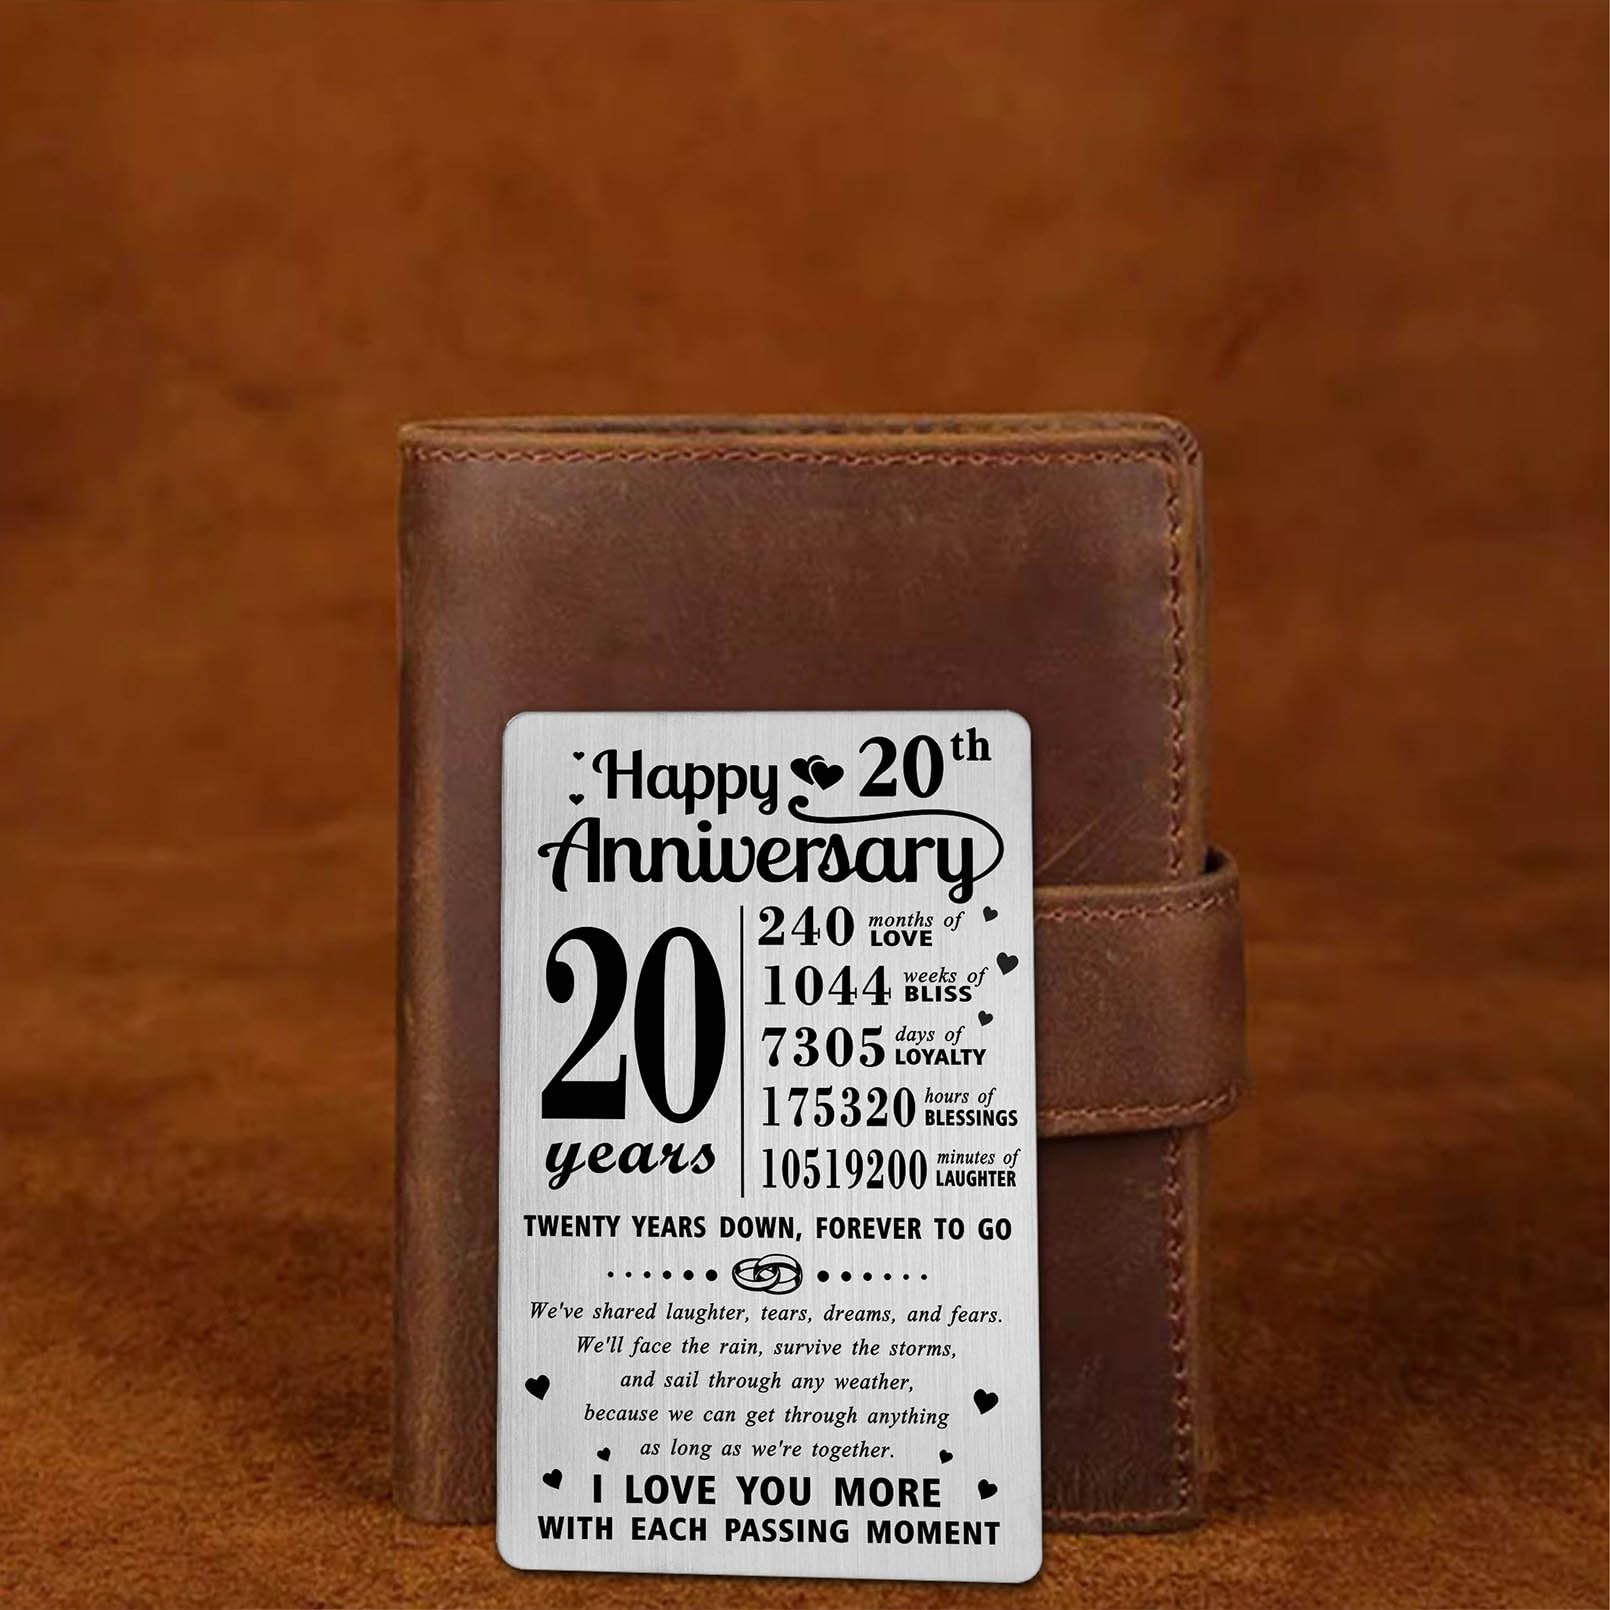 Happy 20th
Anniversary
20
years
240 months of LOVE
1044 weeks of BLISS
7305 days of LOYALTY
175320 hours of BLESSINGS
10519200 minutes of LAUGHTER
TWENTY YEARS DOWN, FOREVER TO GO
We've shared laughter, tears, dreams, and fears.
We'll face the rain, survive the storms,
and sail through any weather,
because we can get through anything
as long as we're together.
I LOVE YOU MORE
WITH EACH PASSING MOMENT